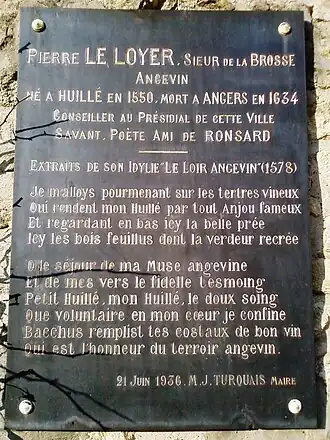 PIERRE LE LOYER, SIEUR DE LA BROSSE
ANGEVIN
NÉ A HUILLÉ EN 1550, MORT A ANGERS EN 1634
CONSEILLER AU PRÉSIDIAL DE CETTE VILLE
SAVANT, POÈTE AMI DE RONSARD
EXTRAITS DE SON IDYLIE "LE LOIR ANGEVIN" (1578)
Je m'alloys pourmenant sur les tertres vineux
Qui rendent mon Huillé par tout Anjou fameux
Et regardant en bas icy la belle prée
Icy les bois feuillus dont la verdeur recrée
O le séjour de ma Muse angevine
Et de mes vers le fidelle tesmoing
Petit Huillé, mon Huillé, le doux soing
Que voluntaire en mon cœur je confine
Bacchus remplist tes costaux de bon vin
Qui est l'honneur du terroir angevin.
21 JUIN 1936, M.J. TURQUAIS MAIRE